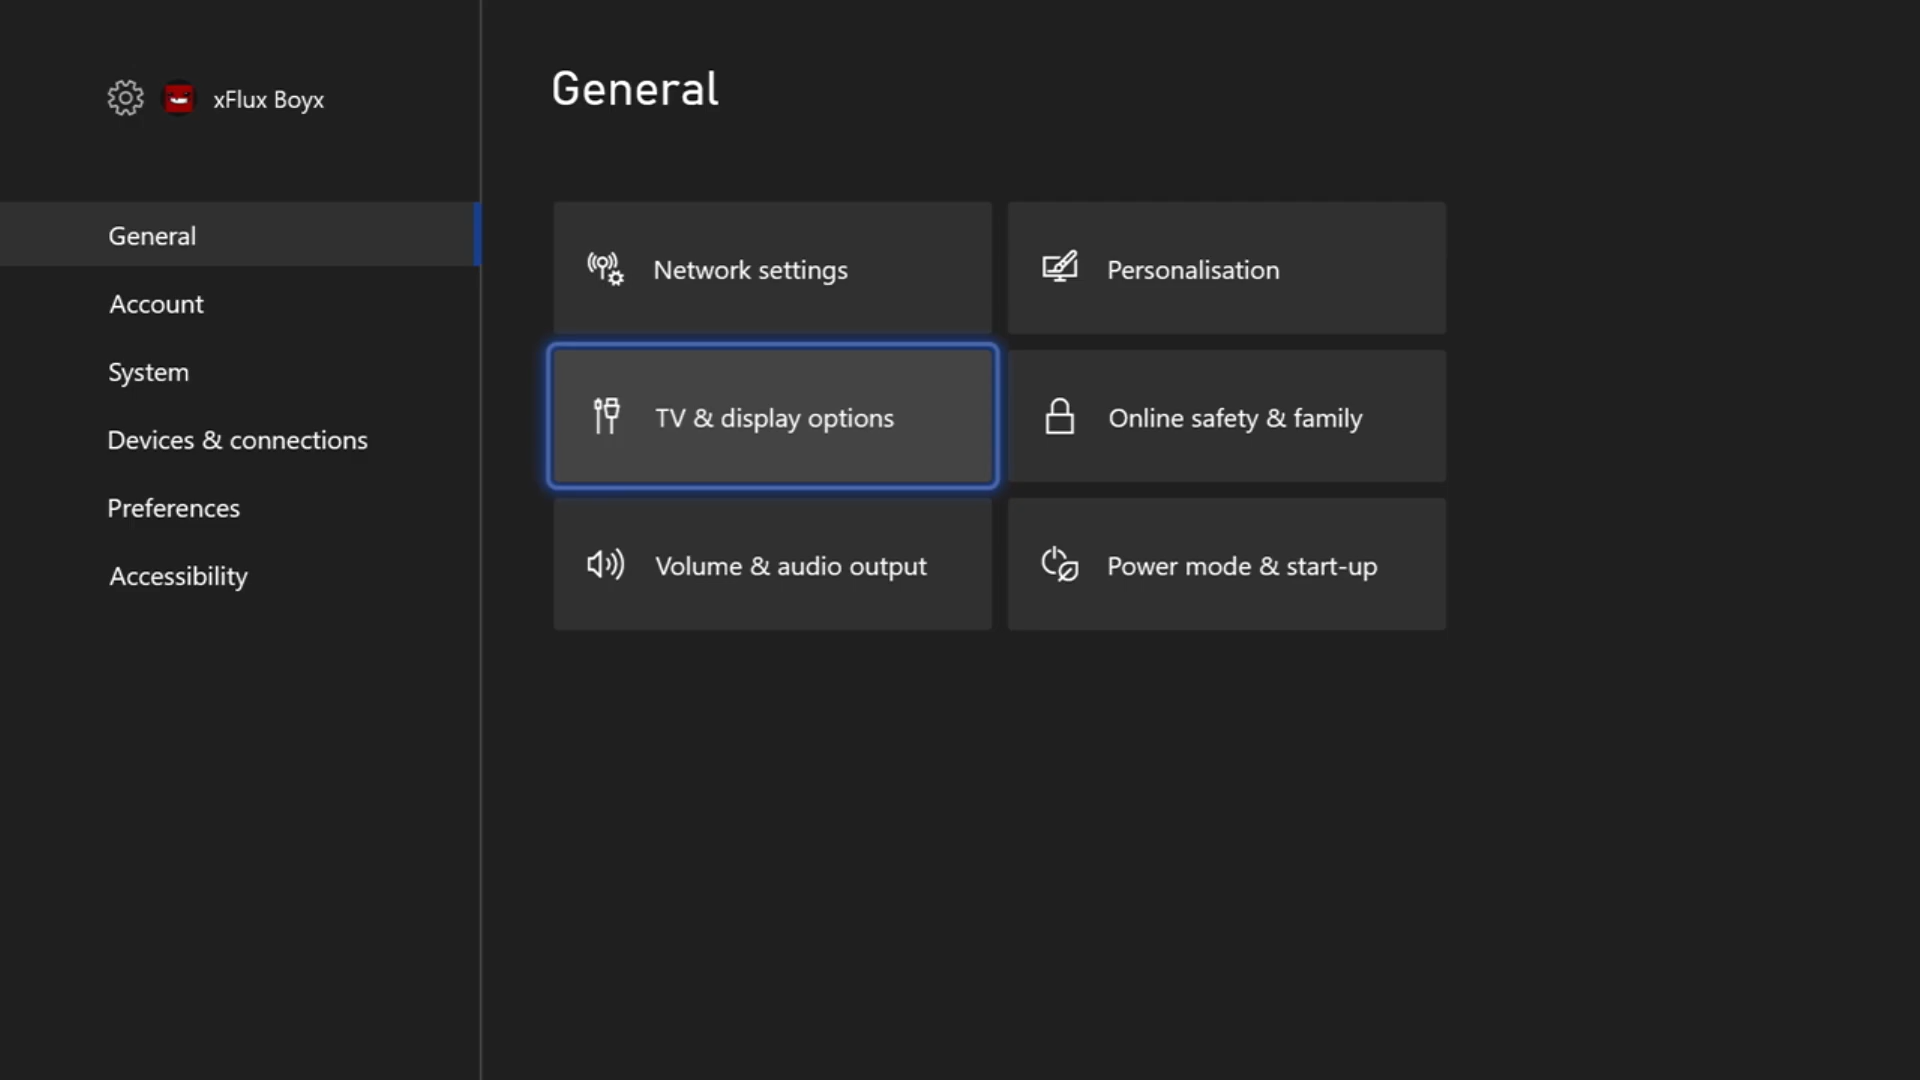 xFlux Boyx
General
Account
System
Devices & connections
Preferences
Accessibility
General
Network settings
Personalisation
TV & display options
Online safety & family
Volume & audio output
Power mode & start-up